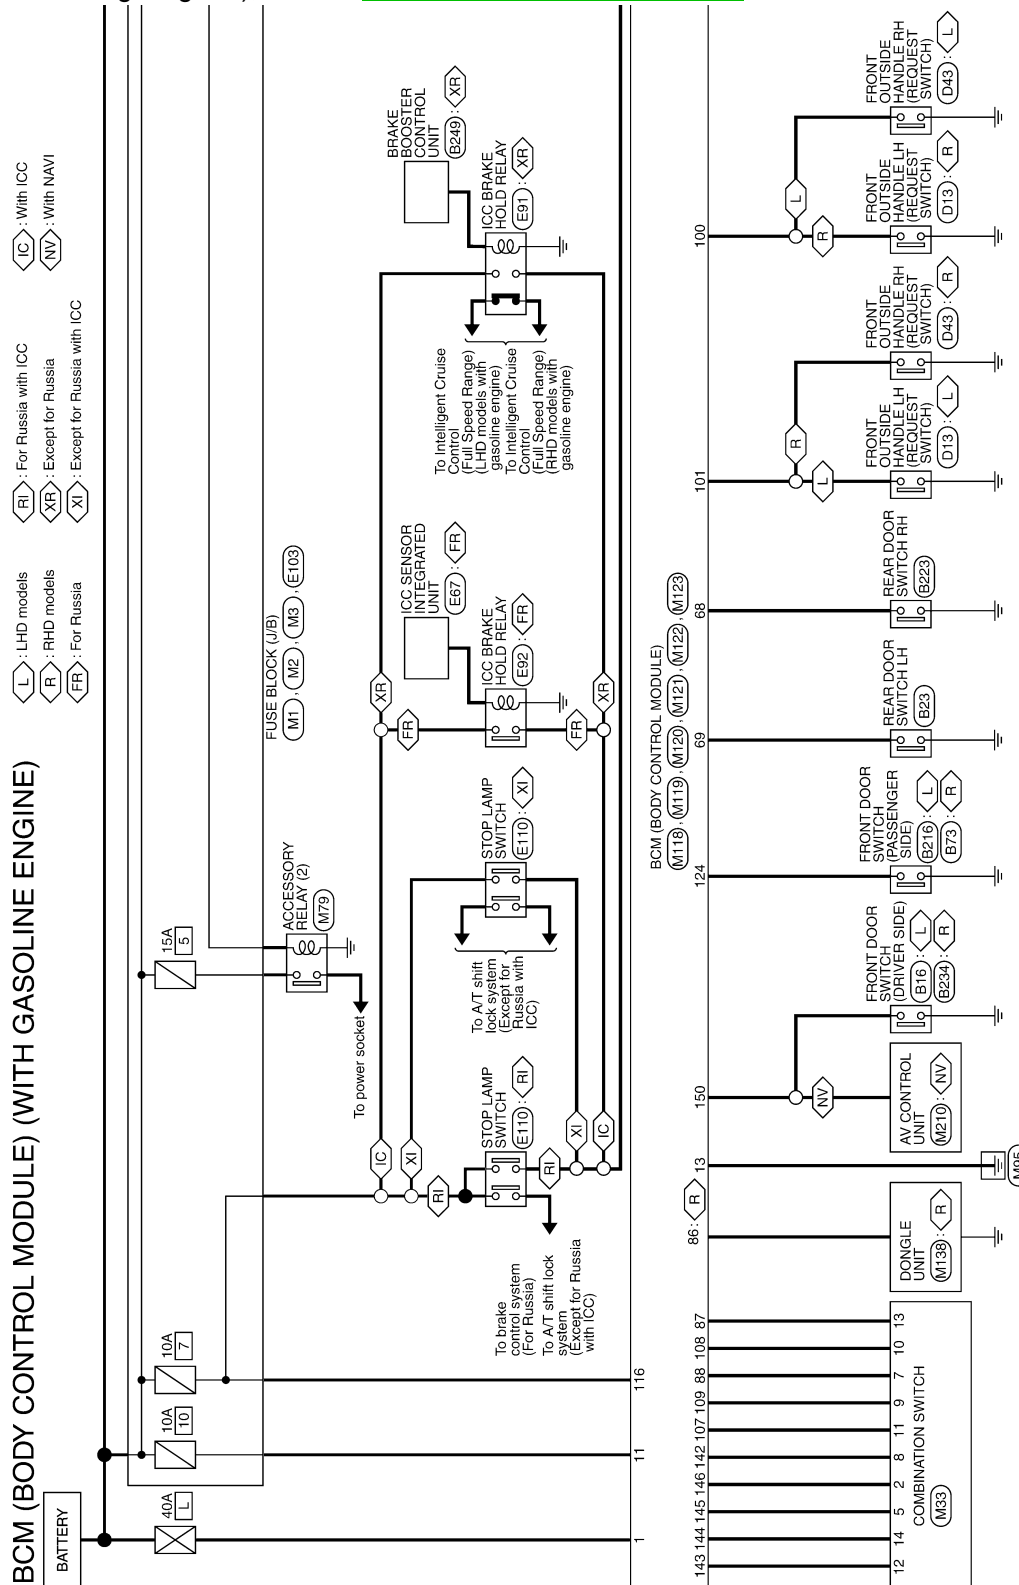 BCM (BODY CONTROL MODULE) (WITH GASOLINE ENGINE)
L : LHD models
R : RHD models
FR : For Russia
RI : For Russia with ICC
XR : Except for Russia
XI : Except for Russia with ICC
IC : With ICC
NV : With NAVI
BATTERY
40A
L
10A
10
10A
7
15A
5
FUSE BLOCK (J/B)
M1 , M2 , M3 , E103
ACCESSORY
RELAY (2)
M79
To power socket
IC
XI
RI
STOP LAMP
SWITCH
E110 : RI
RI
XI
IC
To brake
control system
(For Russia)
To A/T shift lock
system
(Except for Russia
with ICC)
STOP LAMP
SWITCH
E110 : XI
To A/T shift
lock system
(Except for
Russia with
ICC)
XR
FR
ICC BRAKE
HOLD RELAY
E92 : FR
FR
XR
ICC SENSOR
INTEGRATED
UNIT
E67 : FR
To Intelligent Cruise
Control
(Full Speed Range)
(LHD models with
gasoline engine)
To Intelligent Cruise
Control
(Full Speed Range)
(RHD models with
gasoline engine)
ICC BRAKE
HOLD RELAY
E91 : XR
BRAKE
BOOSTER
CONTROL
UNIT
B249 : XR
1
11
116
BCM (BODY CONTROL MODULE)
M118 , M119 , M120 , M121 , M122 , M123
143 144 145 146 142 107 109 88 108 87
86 : R
13
150
124
69
68
101
100
12 14 5 2 8 11 9 7 10 13
COMBINATION SWITCH
M33
DONGLE
UNIT
M138 : R
NV
AV CONTROL
UNIT
M210 : NV
FRONT DOOR
SWITCH
(DRIVER SIDE)
B16 : L
B234 : R
FRONT DOOR
SWITCH
(PASSENGER
SIDE)
B216 : L
B73 : R
REAR DOOR
SWITCH LH
B23
REAR DOOR
SWITCH RH
B223
L
R
FRONT
OUTSIDE
HANDLE LH
(REQUEST
SWITCH)
D13 : L
FRONT
OUTSIDE
HANDLE RH
(REQUEST
SWITCH)
D43 : R
R
L
FRONT
OUTSIDE
HANDLE LH
(REQUEST
SWITCH)
D13 : R
FRONT
OUTSIDE
HANDLE RH
(REQUEST
SWITCH)
D43 : L